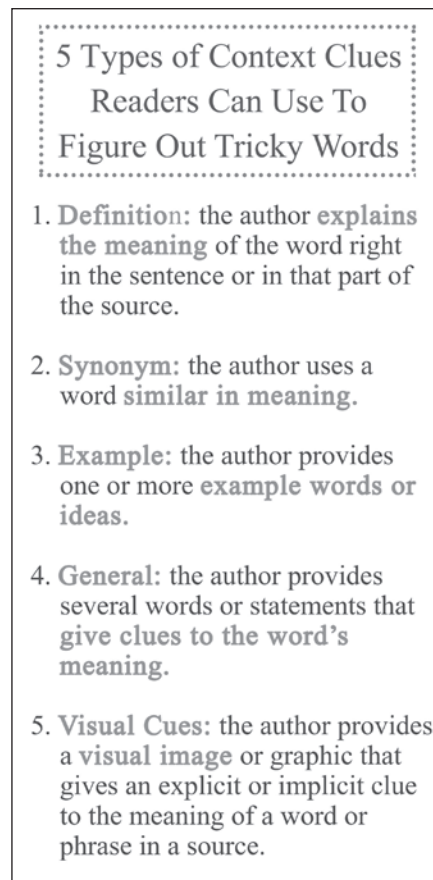 5 Types of Context Clues
Readers Can Use To
Figure Out Tricky Words
1. Definition: the author explains
the meaning of the word right
in the sentence or in that part of
the source.
2. Synonym: the author uses a
word similar in meaning.
3. Example: the author provides
one or more example words or
ideas.
4. General: the author provides
several words or statements that
give clues to the word’s
meaning.
5. Visual Cues: the author provides
a visual image or graphic that
gives an explicit or implicit clue
to the meaning of a word or
phrase in a source.